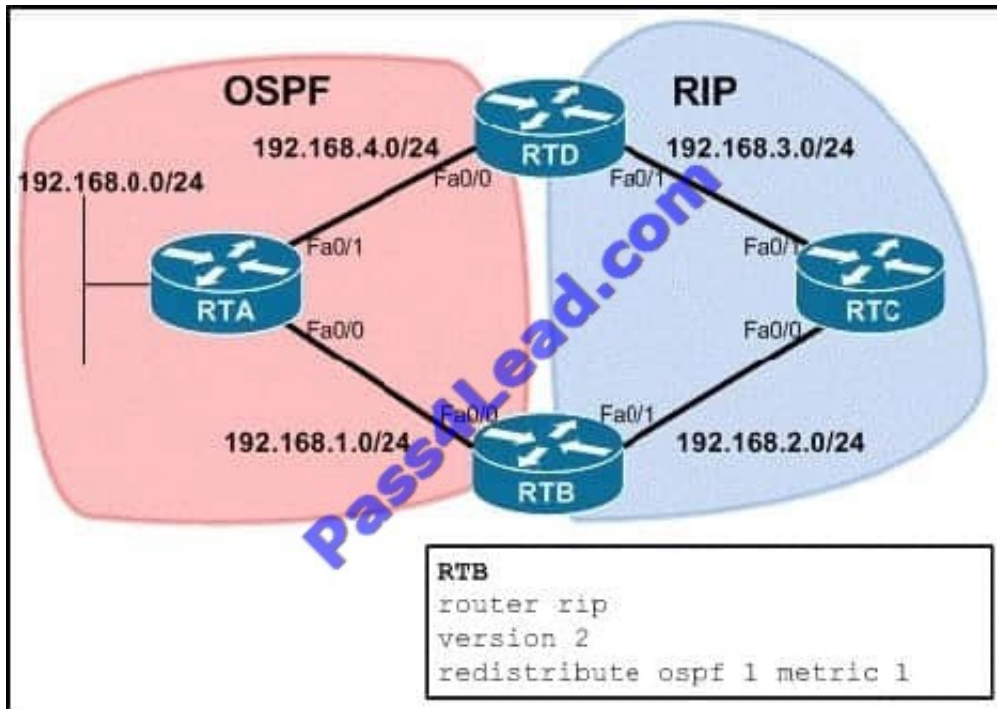 OSPF
RIP
192.168.4.0/24
RTD
192.168.3.0/24
192.168.0.0/24
Fa0/0
Fa0/1
Fa0/1
Fa0/1
RTA
RTC
Fa0/0
Fa0/0
Fa0/0
Fa0/1
192.168.1.0/24
192.168.2.0/24
RTB
Pass4Lead.com
RTB
router rip
version 2
redistribute ospf 1 metric 1